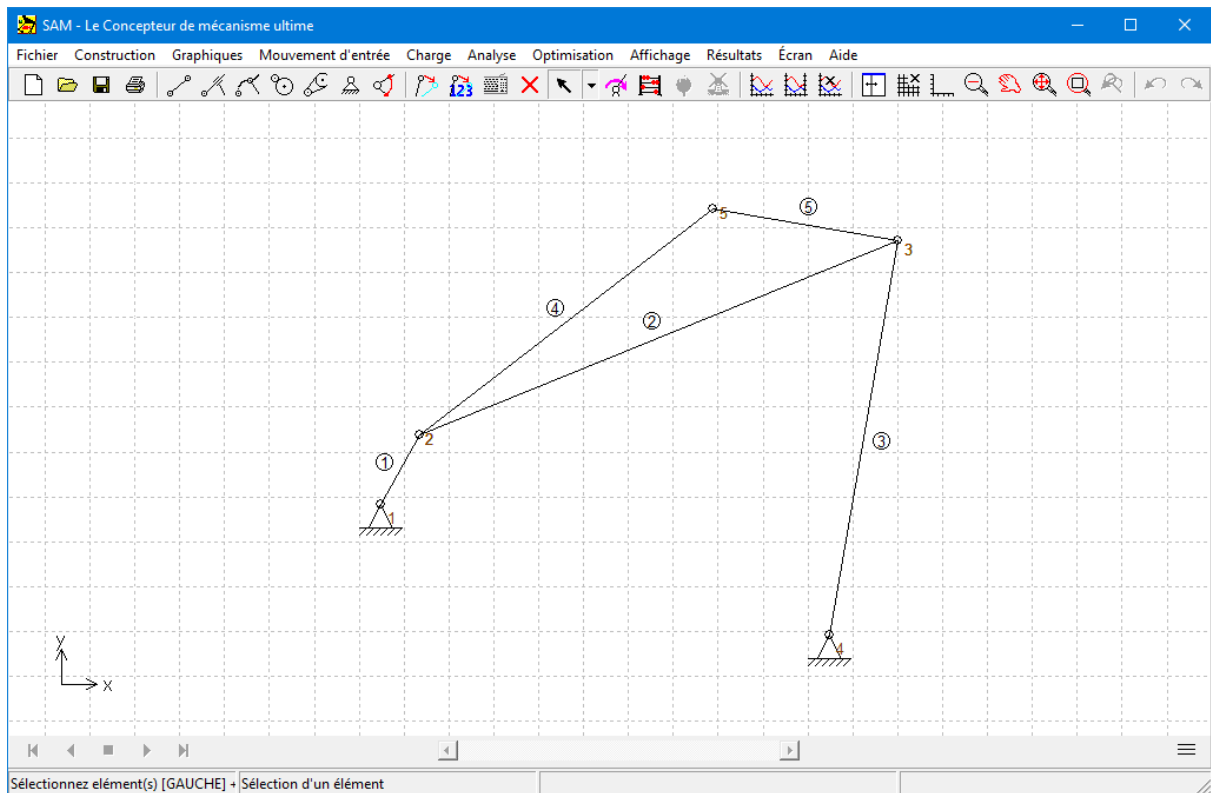 SAM - Le Concepteur de mécanisme ultime
Fichier Construction Graphiques Mouvement d'entrée Charge Analyse Optimisation Affichage Résultats Écran Aide
123
5
5
3
4
2
2
3
1
1
4
y
x
Sélectionnez elément(s) [GAUCHE] + Sélection d'un élément